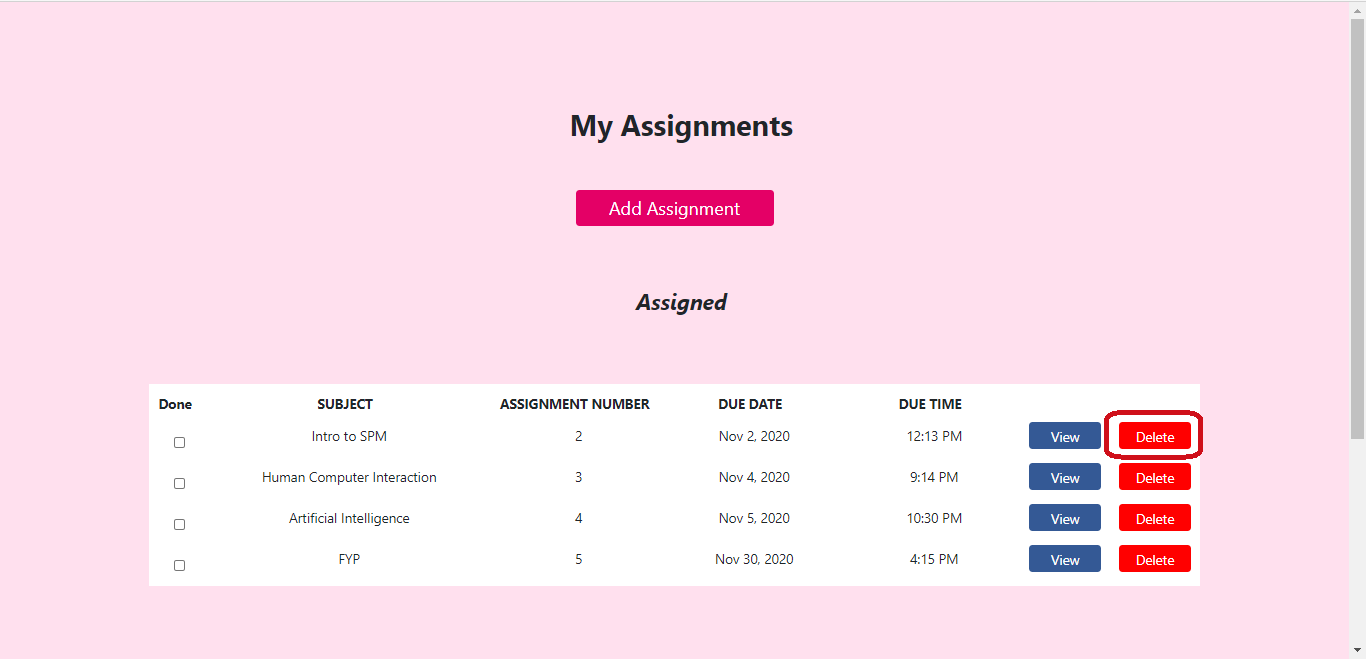 My Assignments
Add Assignment
Assigned
Done SUBJECT ASSIGNMENT NUMBER DUE DATE DUE TIME
Intro to SPM 2 Nov 2, 2020 12:13 PM View Delete
Human Computer Interaction 3 Nov 4, 2020 9:14 PM View Delete
Artificial Intelligence 4 Nov 5, 2020 10:30 PM View Delete
FYP 5 Nov 30, 2020 4:15 PM View Delete